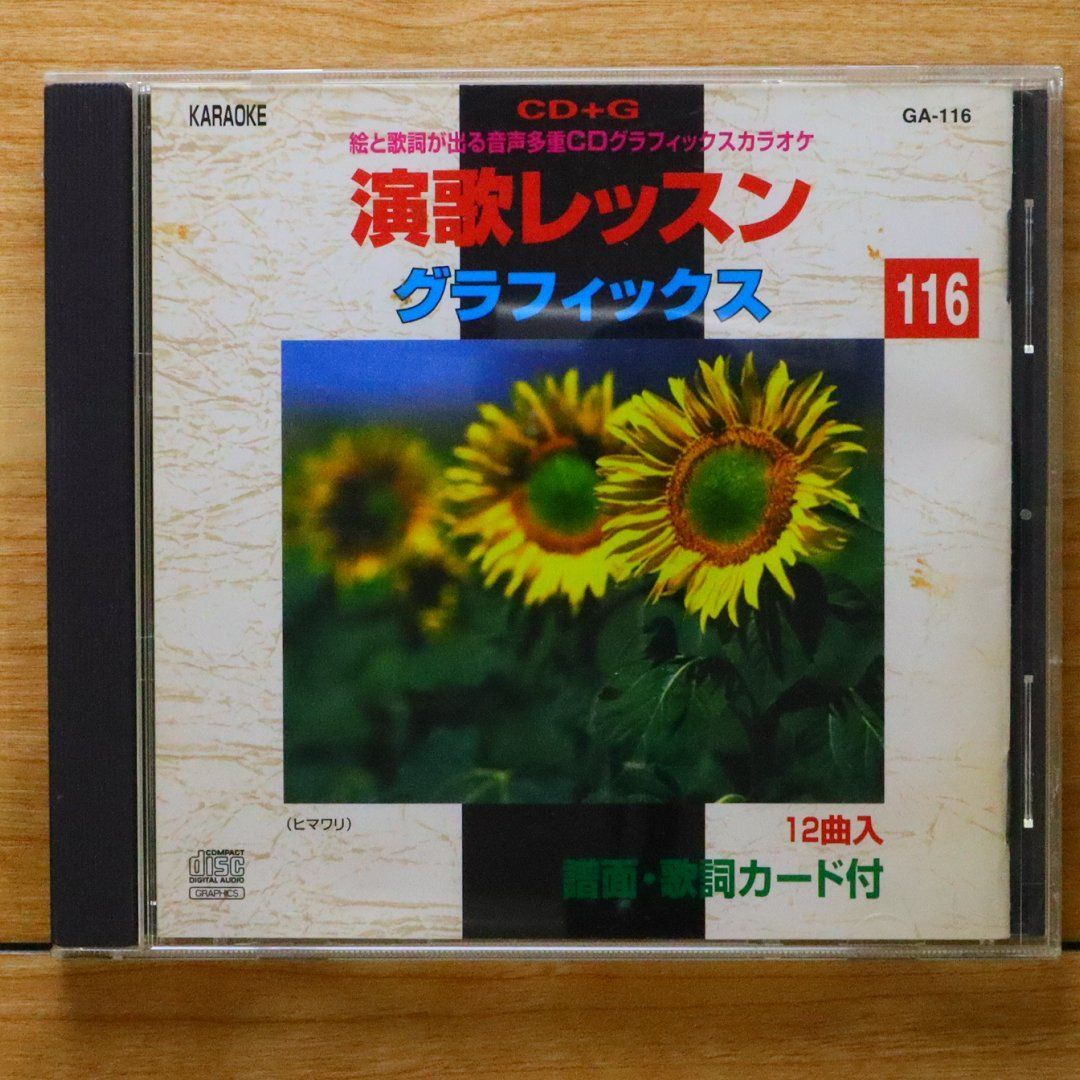 KARAOKE
CD+G
GA-116
絵と歌詞が出る音声多重CDグラフィックスカラオケ
演歌レッスン
グラフィックス
116
(ヒマワリ)
12曲入
譜面・歌詞カード付
COMPACT
disc
DIGITAL AUDIO
GRAPHICS